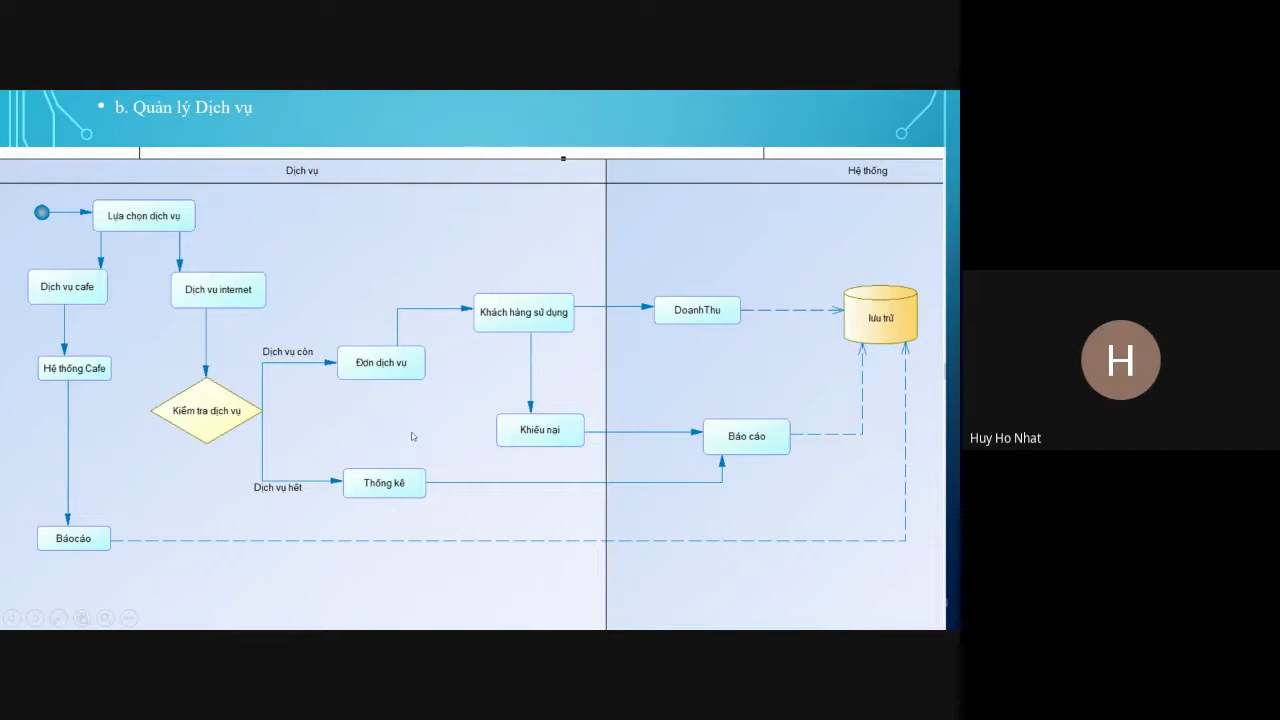 • b. Quản lý Dịch vụ
Dịch vụ
Hệ thống
Lựa chọn dịch vụ
Dịch vụ cafe
Dịch vụ internet
Khách hàng sử dụng
DoanhThu
lưu trữ
Dịch vụ còn
Đơn dịch vụ
Hệ thống Cafe
Kiểm tra dịch vụ
Khiếu nại
Báo cáo
Dịch vụ hết
Thống kê
Báocáo
H
Huy Ho Nhat